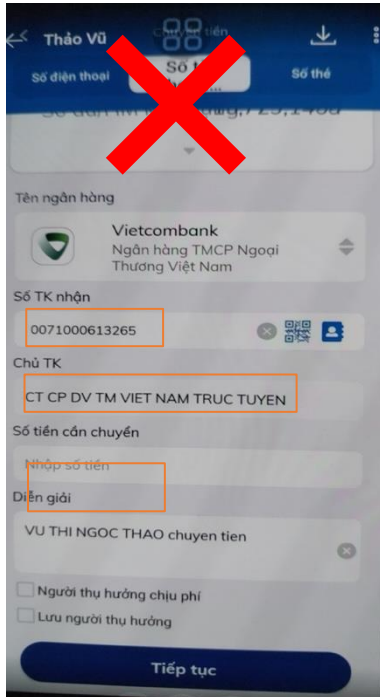 Thảo Vũ
Số điện thoại
Số thẻ
Tên ngân hàng
Vietcombank
Ngân hàng TMCP Ngoại
Thương Việt Nam
Số TK nhận
0071000613265
Chủ TK
CT CP DV TM VIET NAM TRUC TUYEN
Số tiền cần chuyển
Nhập số tiền
Diễn giải
VU THI NGOC THAO chuyen tien
Người thụ hưởng chịu phí
Lưu người thụ hưởng
Tiếp tục